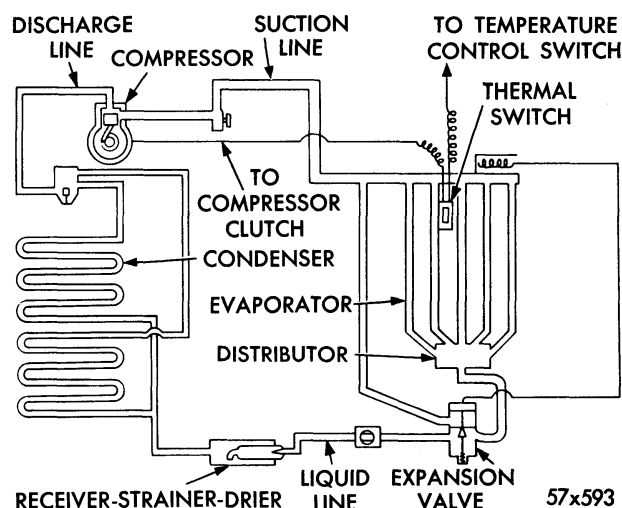 DISCHARGE
LINE
COMPRESSOR
SUCTION
LINE
TO TEMPERATURE
CONTROL SWITCH
THERMAL
SWITCH
TO
COMPRESSOR
CLUTCH
CONDENSER
EVAPORATOR
DISTRIBUTOR
RECEIVER-STRAINER-DRIER
LIQUID
LINE
EXPANSION
VALVE
57x593